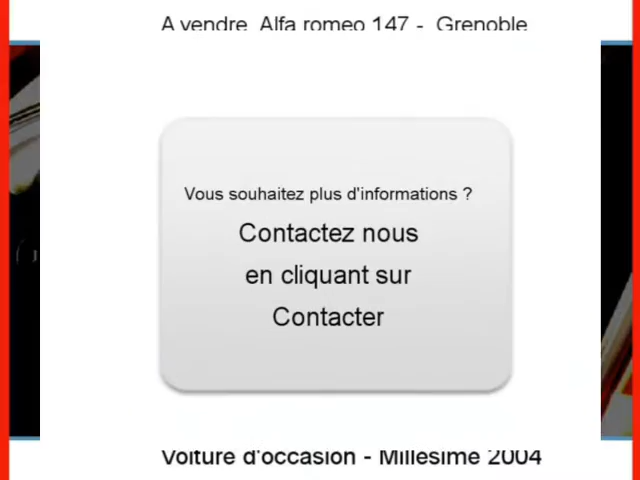 A vendre Alfa romeo 147 - Grenoble
Vous souhaitez plus d'informations ?
Contactez nous
en cliquant sur
Contacter
Voiture d'occasion - Millesime 2004